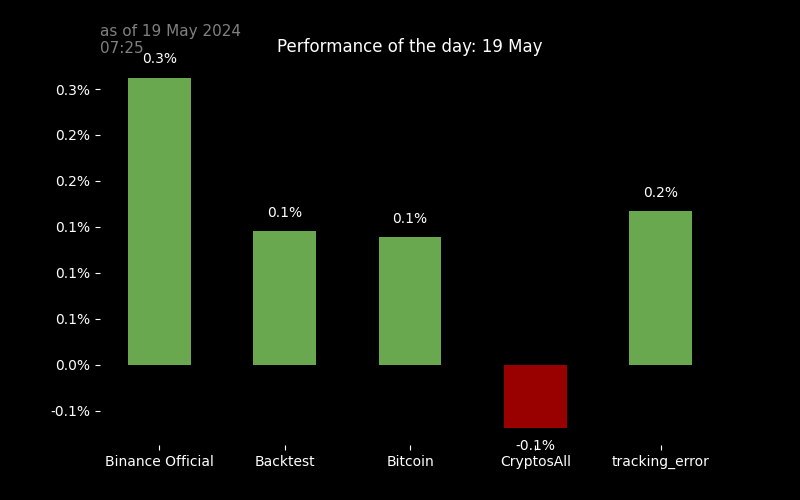 as of 19 May 2024
07:25
Performance of the day: 19 May
0.3%
0.3%
0.2%
0.2%
0.1%
0.1%
0.1%
0.0%
-0.1%
0.1%
0.1%
-0.1%
0.2%
Binance Official
Backtest
Bitcoin
CryptosAll
tracking_error